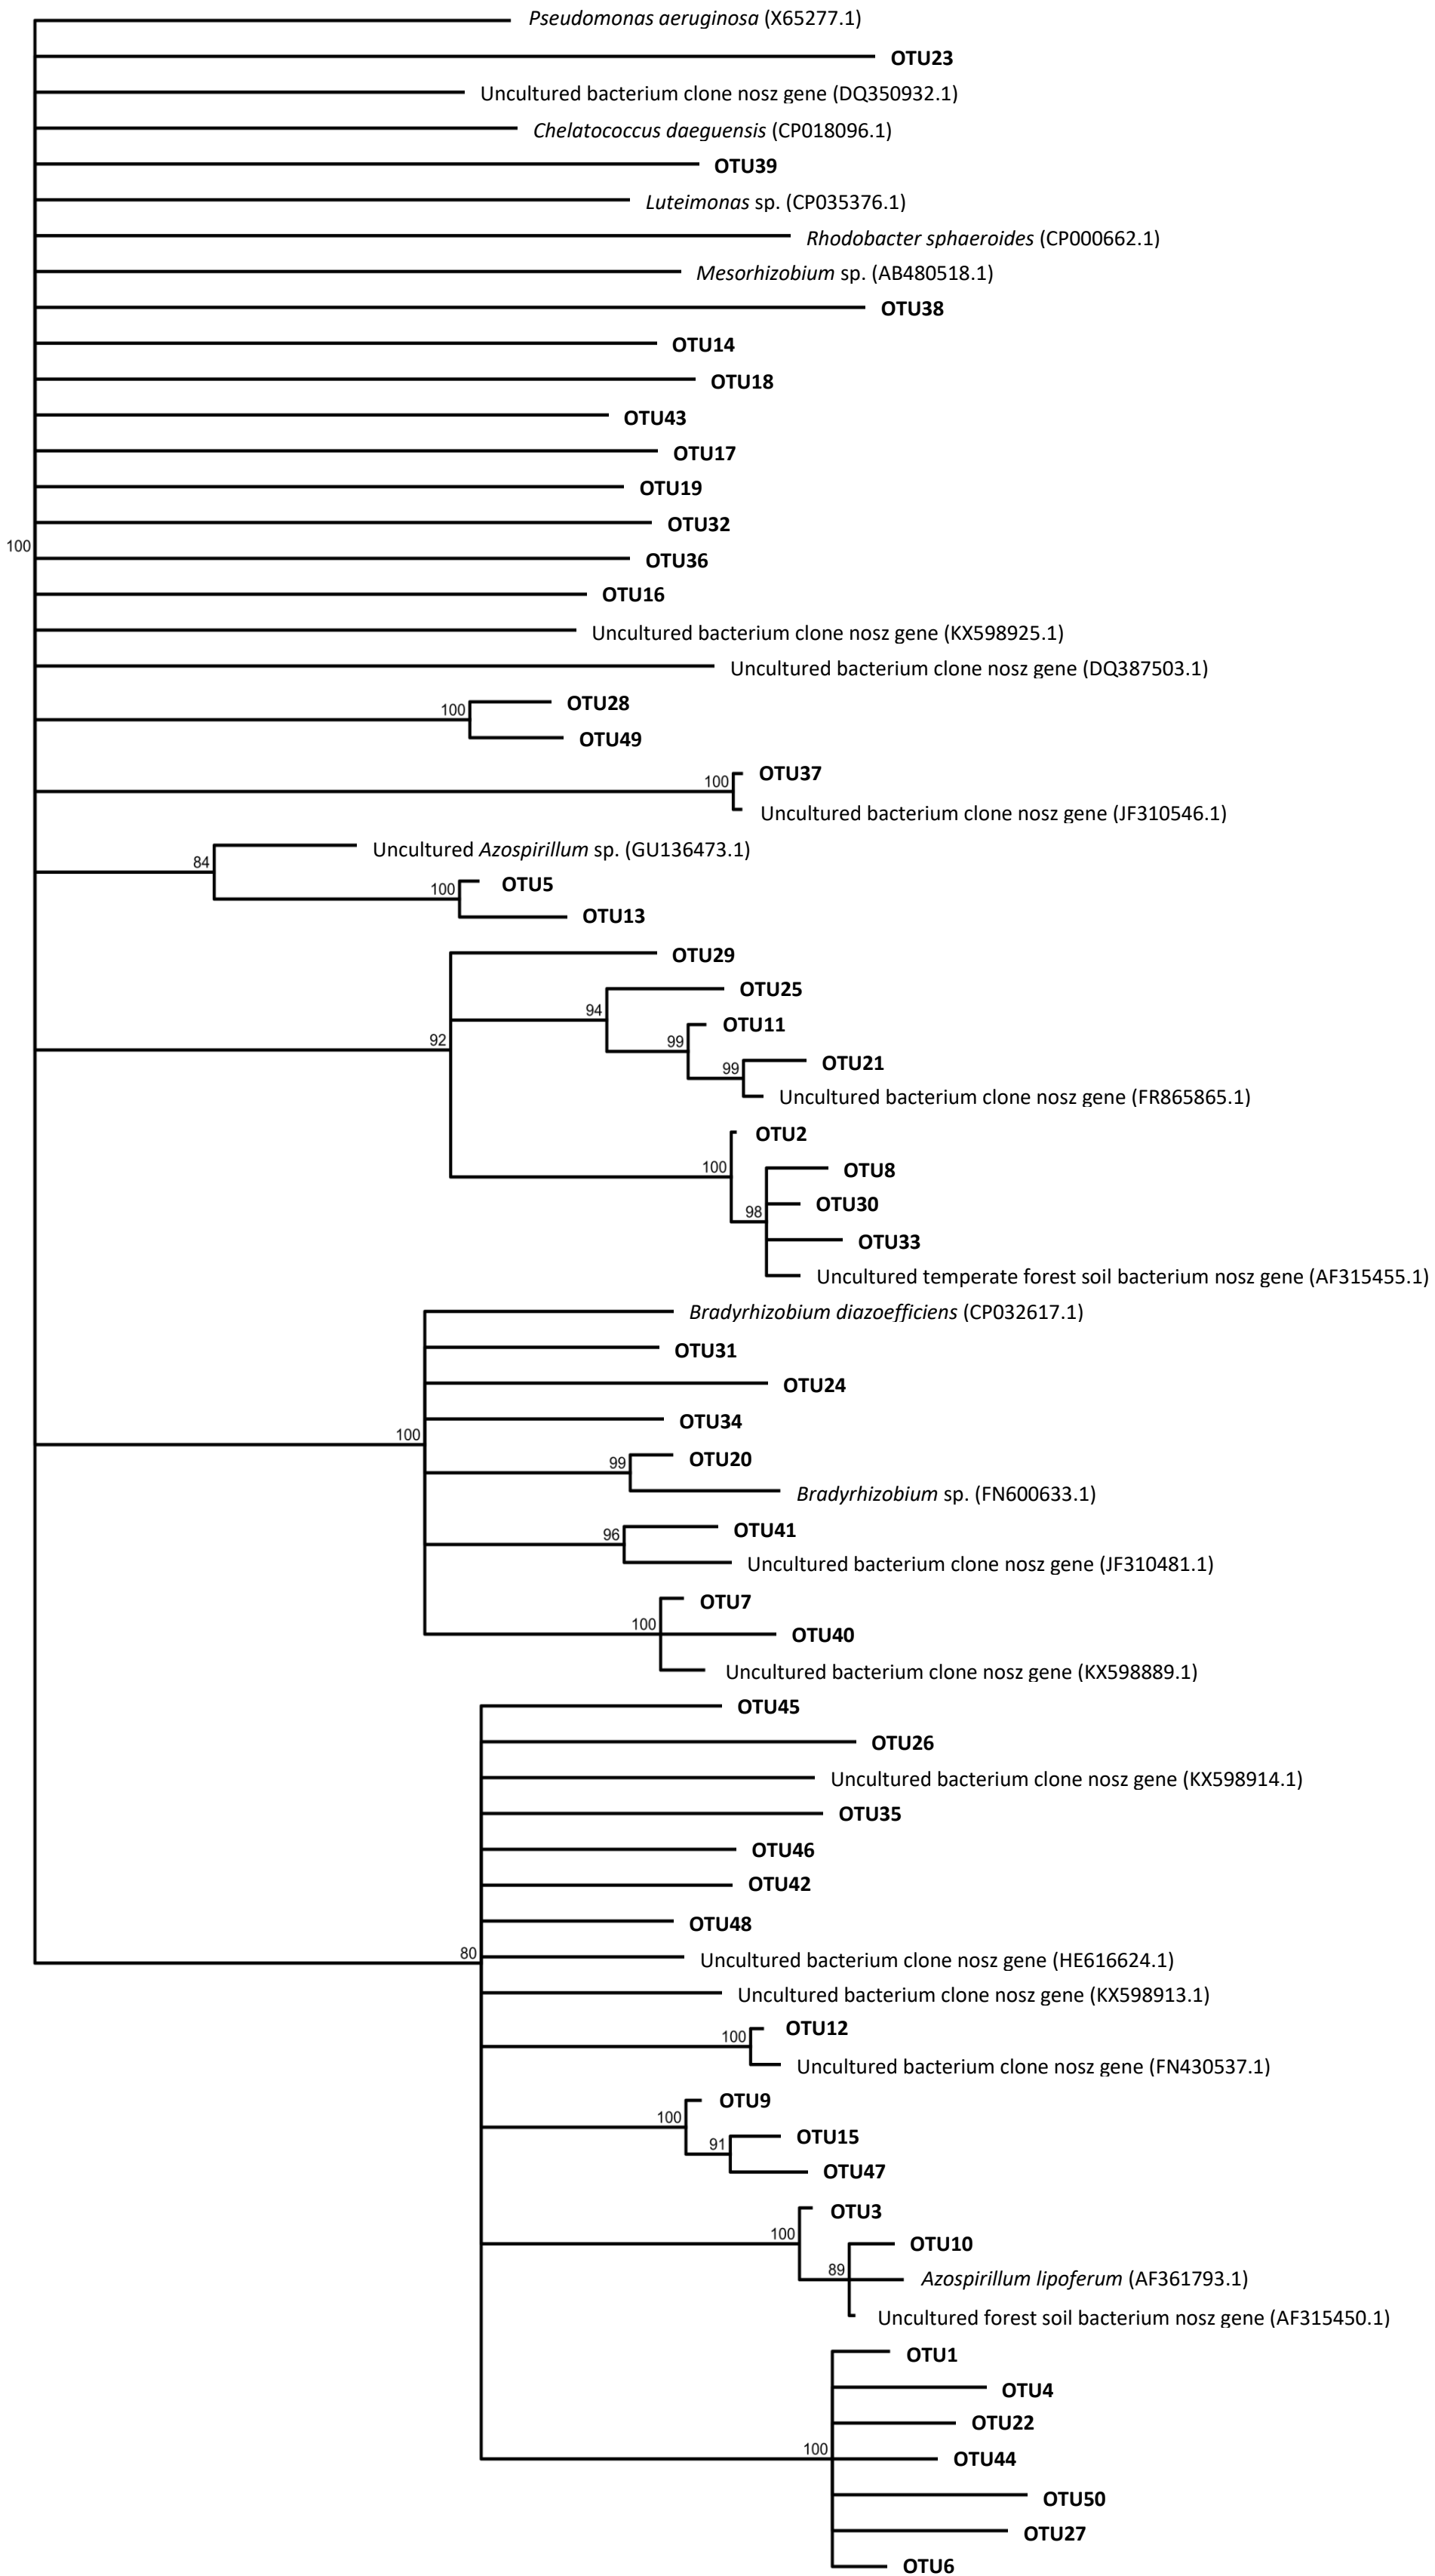 Pseudomonas aeruginosa (X65277.1)
OTU23
Uncultured bacterium clone nosz gene (DQ350932.1)
Chelatococcus daeguensis (CP018096.1)
OTU39
Luteimonas sp. (CP035376.1)
Rhodobacter sphaeroides (CP000662.1)
Mesorhizobium sp. (AB480518.1)
OTU38
OTU14
OTU18
OTU43
OTU17
OTU19
OTU32
100
OTU36
OTU16
Uncultured bacterium clone nosz gene (KX598925.1)
Uncultured bacterium clone nosz gene (DQ387503.1)
100 OTU28
OTU49
100 OTU37
Uncultured bacterium clone nosz gene (JF310546.1)
84 Uncultured Azospirillum sp. (GU136473.1)
100 OTU5
OTU13
OTU29
OTU25
94
OTU11
92 99
99 OTU21
Uncultured bacterium clone nosz gene (FR865865.1)
OTU2
100 OTU8
OTU30
98
OTU33
Uncultured temperate forest soil bacterium nosz gene (AF315455.1)
Bradyrhizobium diazoefficiens (CP032617.1)
OTU31
OTU24
OTU34
100
99 OTU20
Bradyrhizobium sp. (FN600633.1)
96 OTU41
Uncultured bacterium clone nosz gene (JF310481.1)
OTU7
100 OTU40
Uncultured bacterium clone nosz gene (KX598889.1)
OTU45
OTU26
Uncultured bacterium clone nosz gene (KX598914.1)
OTU35
OTU46
OTU42
OTU48
80 Uncultured bacterium clone nosz gene (HE616624.1)
Uncultured bacterium clone nosz gene (KX598913.1)
100 OTU12
Uncultured bacterium clone nosz gene (FN430537.1)
OTU9
100
91 OTU15
OTU47
OTU3
100 OTU10
89 Azospirillum lipoferum (AF361793.1)
Uncultured forest soil bacterium nosz gene (AF315450.1)
OTU1
OTU4
OTU22
100 OTU44
OTU50
OTU27
OTU6